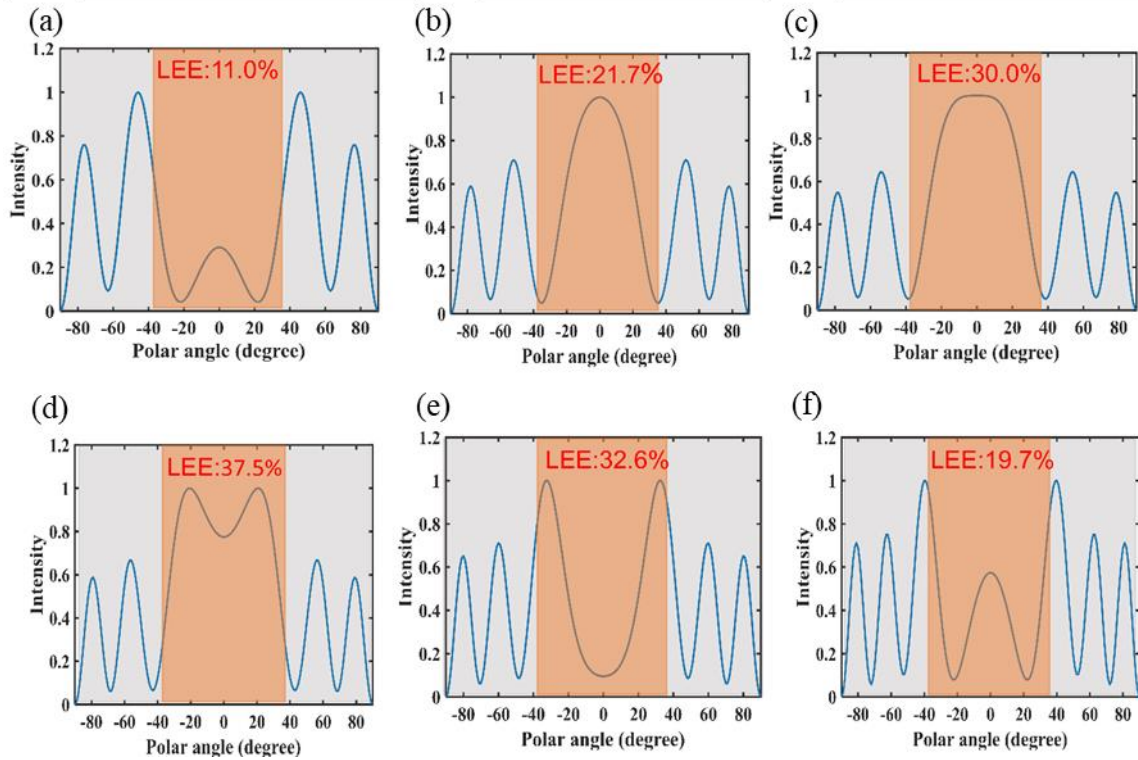 (a) (b) (c)
LEE:11.0% LEE:21.7% LEE:30.0%
Intensity Intensity Intensity
1.2 1.2 1.2
1 1 1
0.8 0.8 0.8
0.6 0.6 0.6
0.4 0.4 0.4
0.2 0.2 0.2
0 0 0
-80 -60 -40 -20 0 20 40 60 80 -80 -60 -40 -20 0 20 40 60 80 -80 -60 -40 -20 0 20 40 60 80
Polar angle (degree) Polar angle (degree) Polar angle (degree)
(d) (e) (f)
LEE:37.5% LEE:32.6% LEE:19.7%
Intensity Intensity Intensity
1.2 1.2 1.2
1 1 1
0.8 0.8 0.8
0.6 0.6 0.6
0.4 0.4 0.4
0.2 0.2 0.2
0 0 0
-80 -60 -40 -20 0 20 40 60 80 -80 -60 -40 -20 0 20 40 60 80 -80 -60 -40 -20 0 20 40 60 80
Polar angle (degree) Polar angle (degree) Polar angle (degree)